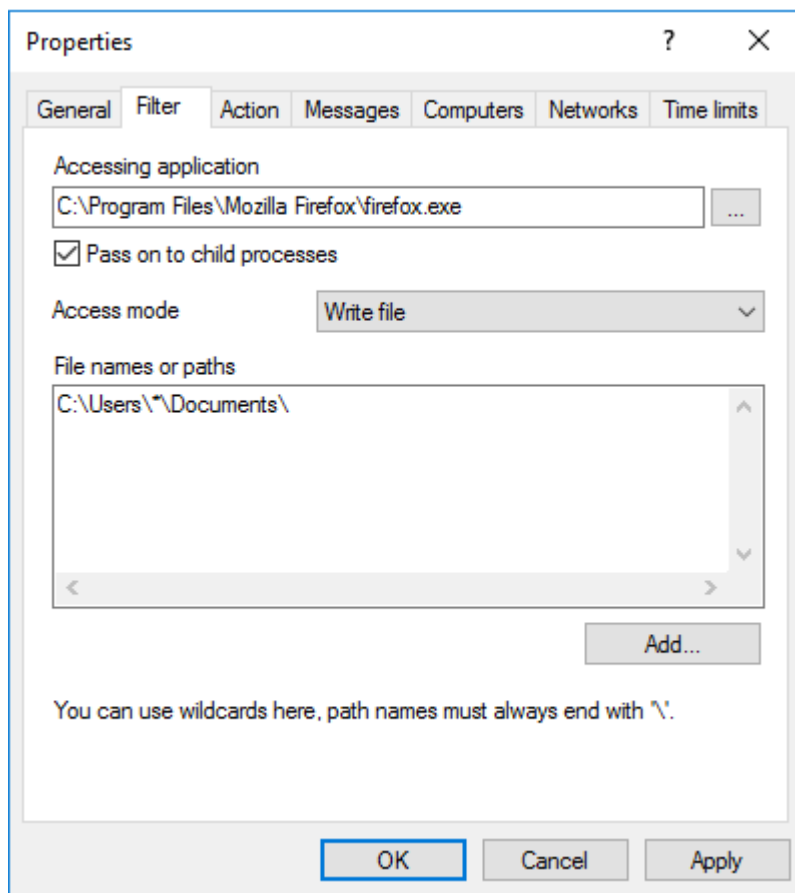 Properties
?
General Filter Action Messages Computers Networks Time limits
Accessing application
C:\Program Files\Mozilla Firefox\firefox.exe
...
Pass on to child processes
Access mode
Write file
File names or paths
C:\Users\*\Documents\
Add...
You can use wildcards here, path names must always end with '\'.
OK Cancel Apply